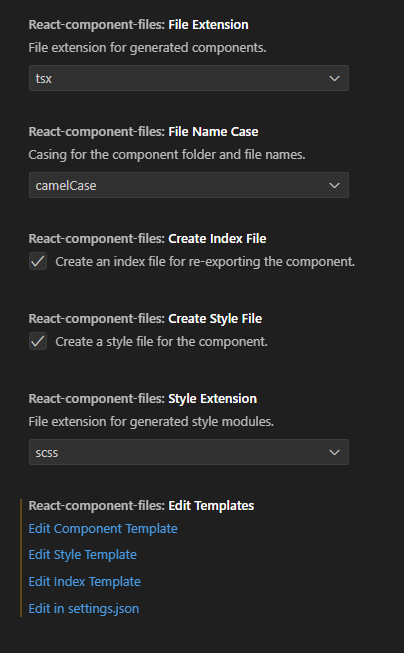 React-component-files: File Extension
File extension for generated components.
tsx
React-component-files: File Name Case
Casing for the component folder and file names.
camelCase
React-component-files: Create Index File
Create an index file for re-exporting the component.
React-component-files: Create Style File
Create a style file for the component.
React-component-files: Style Extension
File extension for generated style modules.
scss
React-component-files: Edit Templates
Edit Component Template
Edit Style Template
Edit Index Template
Edit in settings.json